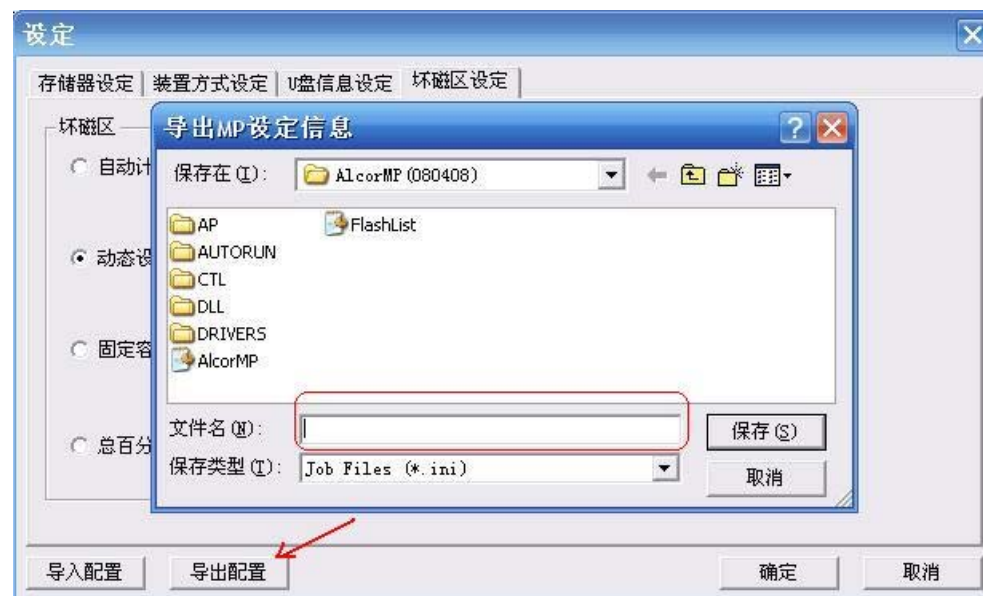 设定
存储器设定 装置方式设定 U盘信息设定 坏磁区设定
坏磁区
自动计
动态设
固定容
总百分
导出MP设定信息
保存在(I): AlcorMP(080408)
AP FlashList
AUTORUN
CTL
DLL
DRIVERS
AlcorMP
文件名(N): 保存(S)
保存类型(T): Job Files (*.ini) 取消
导入配置 导出配置 确定 取消